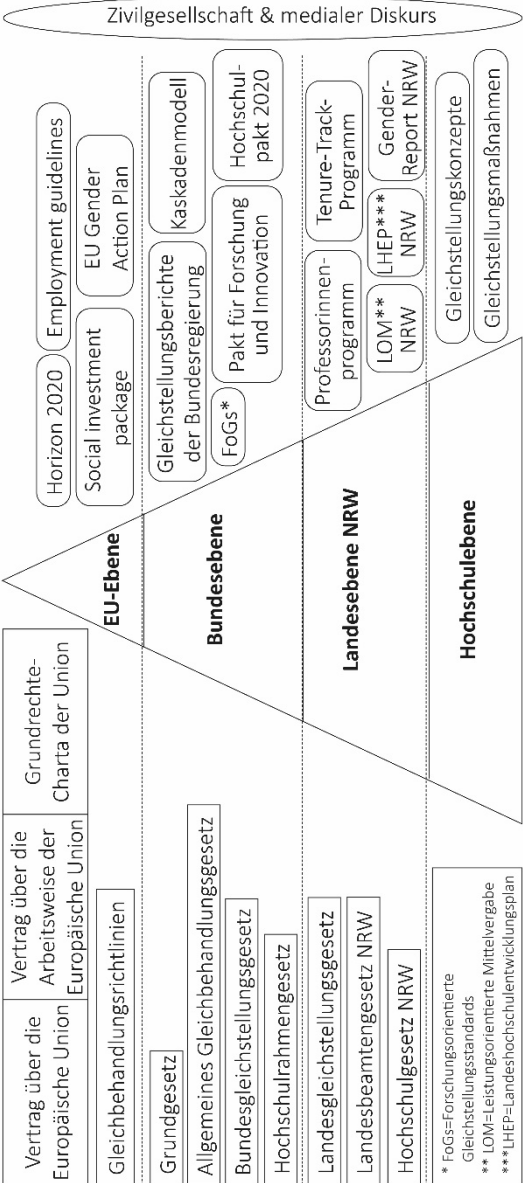 Zivilgesellschaft & medialer Diskurs
Vertrag über die
Europäische Union
Vertrag über die
Arbeitsweise der
Europäische Union
Grundrechte-
Charta der Union
Gleichbehandlungsrichtlinien
EU-Ebene
Horizon 2020
Employment guidelines
Social investment
package
EU Gender
Action Plan
Grundgesetz
Allgemeines Gleichbehandlungsgesetz
Bundesgleichstellungsgesetz
Hochschulrahmengesetz
Bundesebene
Gleichstellungsberichte
der Bundesregierung
Kaskadenmodell
FoGs*
Pakt für Forschung
und Innovation
Hochschul-
pakt 2020
Landesgleichstellungsgesetz
Landesbeamtengesetz NRW
Hochschulgesetz NRW
Landesebene NRW
Professorinnen-
programm
Tenure-Track-
Programm
LOM**
NRW
LHEP***
NRW
Gender-
Report NRW
Hochschulebene
Gleichstellungskonzepte
Gleichstellungsmaßnahmen
* FoGs=Forschungsorientierte
Gleichstellungsstandards
** LOM=Leistungsorientierte Mittelvergabe
***LHEP=Landeshochschulentwicklungsplan